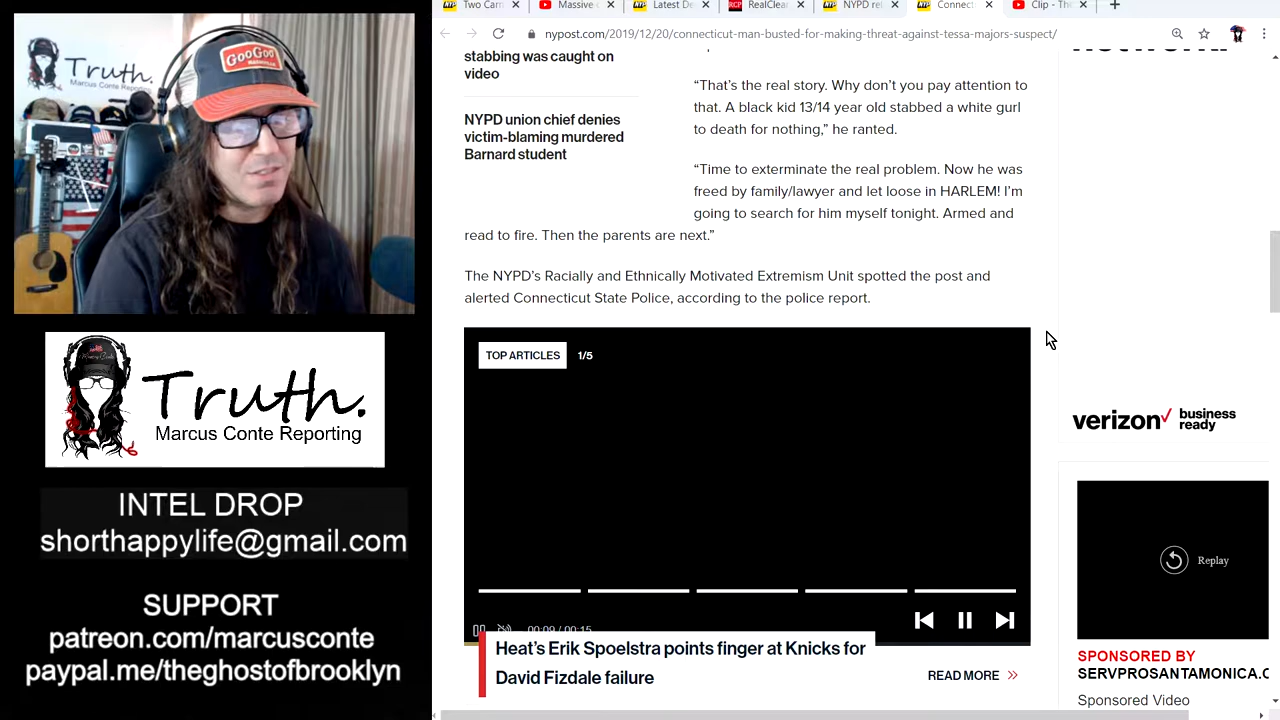 Truth.
Marcus Conte Reporting
GooGoo
Truth.
Marcus Conte Reporting
INTEL DROP
shorthappylife@gmail.com
SUPPORT
patreon.com/marcusconte
paypal.me/theghostofbrooklyn
Two Car
Massive c
Latest De
RCP
RealClear
NYPD rel
Connecti
Clip - Th
nypost.com/2019/12/20/connecticut-man-busted-for-making-threat-against-tessa-majors-suspect/
stabbing was caught on
video
NYPD union chief denies
victim-blaming murdered
Barnard student
“That’s the real story. Why don’t you pay attention to
that. A black kid 13/14 year old stabbed a white gurl
to death for nothing,” he ranted.
“Time to exterminate the real problem. Now he was
freed by family/lawyer and let loose in HARLEM! I’m
going to search for him myself tonight. Armed and
read to fire. Then the parents are next.”
The NYPD’s Racially and Ethnically Motivated Extremism Unit spotted the post and
alerted Connecticut State Police, according to the police report.
TOP ARTICLES
1/5
00:09 / 00:15
Heat’s Erik Spoelstra points finger at Knicks for
David Fizdale failure
READ MORE
verizon✓ business
ready
Replay
SPONSORED BY
SERVPROSANTAMONICA.C
Sponsored Video